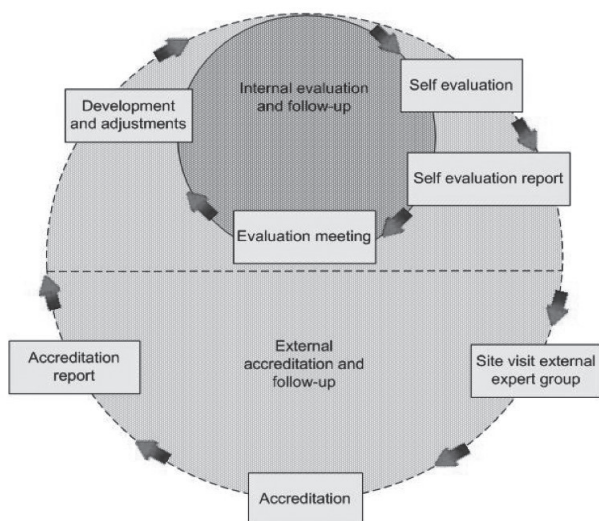 Internal evaluation
and follow-up
Self evaluation
Development
and adjustments
Self evaluation report
Evaluation meeting
External
accreditation and
follow-up
Accreditation
report
Site visit external
expert group
Accreditation